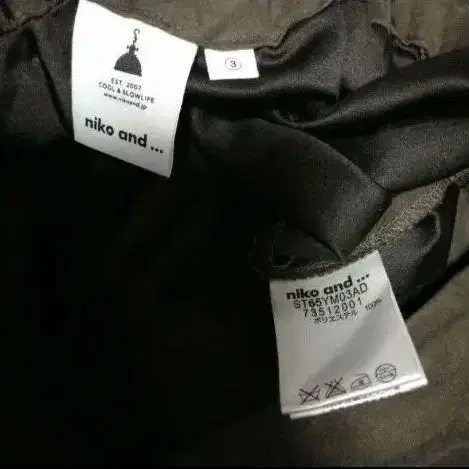 EST. 2007
COOL & SLOWLIFE
www.nikoand.jp
niko and ...
3
niko and ...
ST65YM03AD
73512001
ポリエステル 100%